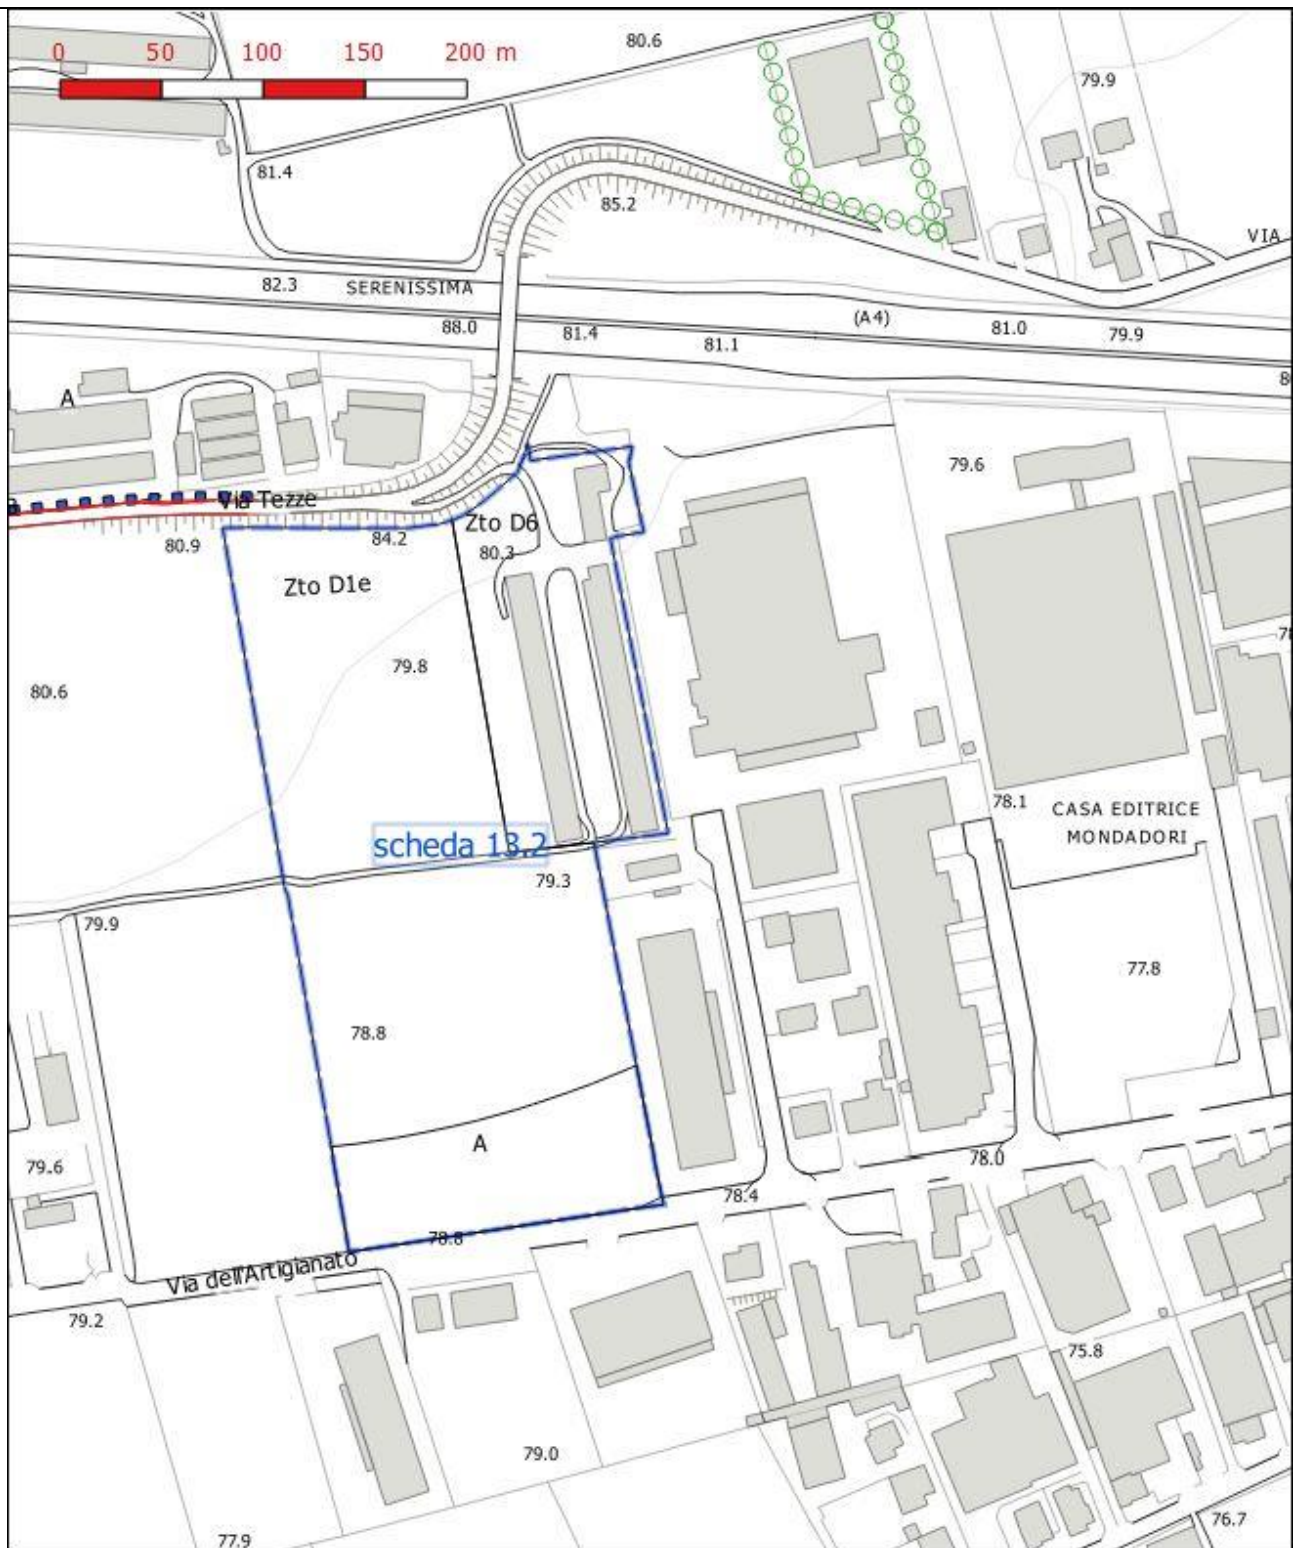 0 50 100 150 200 m
80.6
79.9
81.4
85.2
VIA
82.3
SERENISSIMA
88.0
81.4
81.1
(A4)
81.0
79.9
A
79.6
Via Tezze
Zto D6
80.9
84.2
80.3
Zto D1e
79.8
80.6
78.1
CASA EDITRICE
MONDADORI
scheda 13.2
79.3
79.9
77.8
78.8
A
79.6
78.0
78.4
78.8
Via dell'Artigianato
79.2
75.8
79.0
76.7
77.9